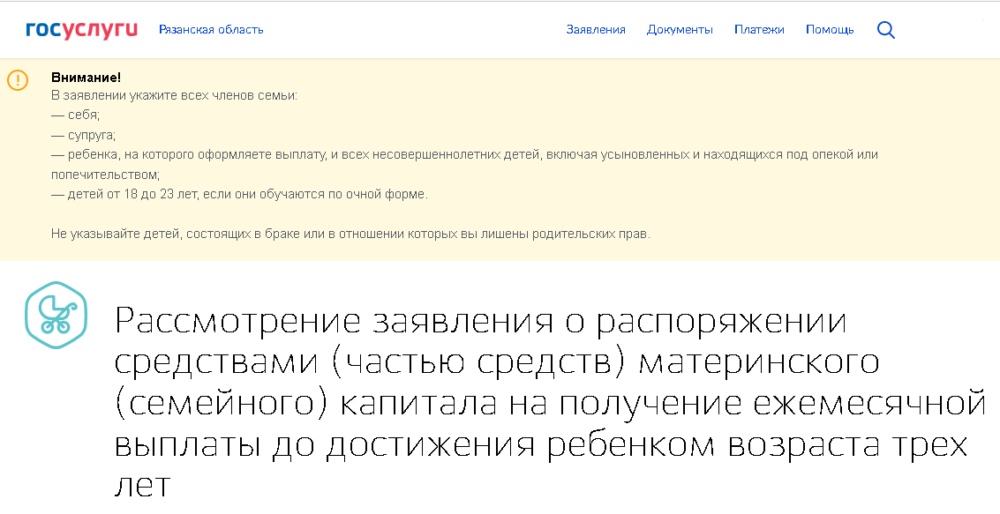 госуслуги Рязанская область Заявления Документы Платежи Помощь
Внимание!
В заявлении укажите всех членов семьи:
— себя;
— супруга;
— ребенка, на которого оформляете выплату, и всех несовершеннолетних детей, включая усыновленных и находящихся под опекой или
попечительством;
— детей от 18 до 23 лет, если они обучаются по очной форме.
Не указывайте детей, состоящих в браке или в отношении которых вы лишены родительских прав.
Рассмотрение заявления о распоряжении
средствами (частью средств) материнского
(семейного) капитала на получение ежемесячной
выплаты до достижения ребенком возраста трех
лет